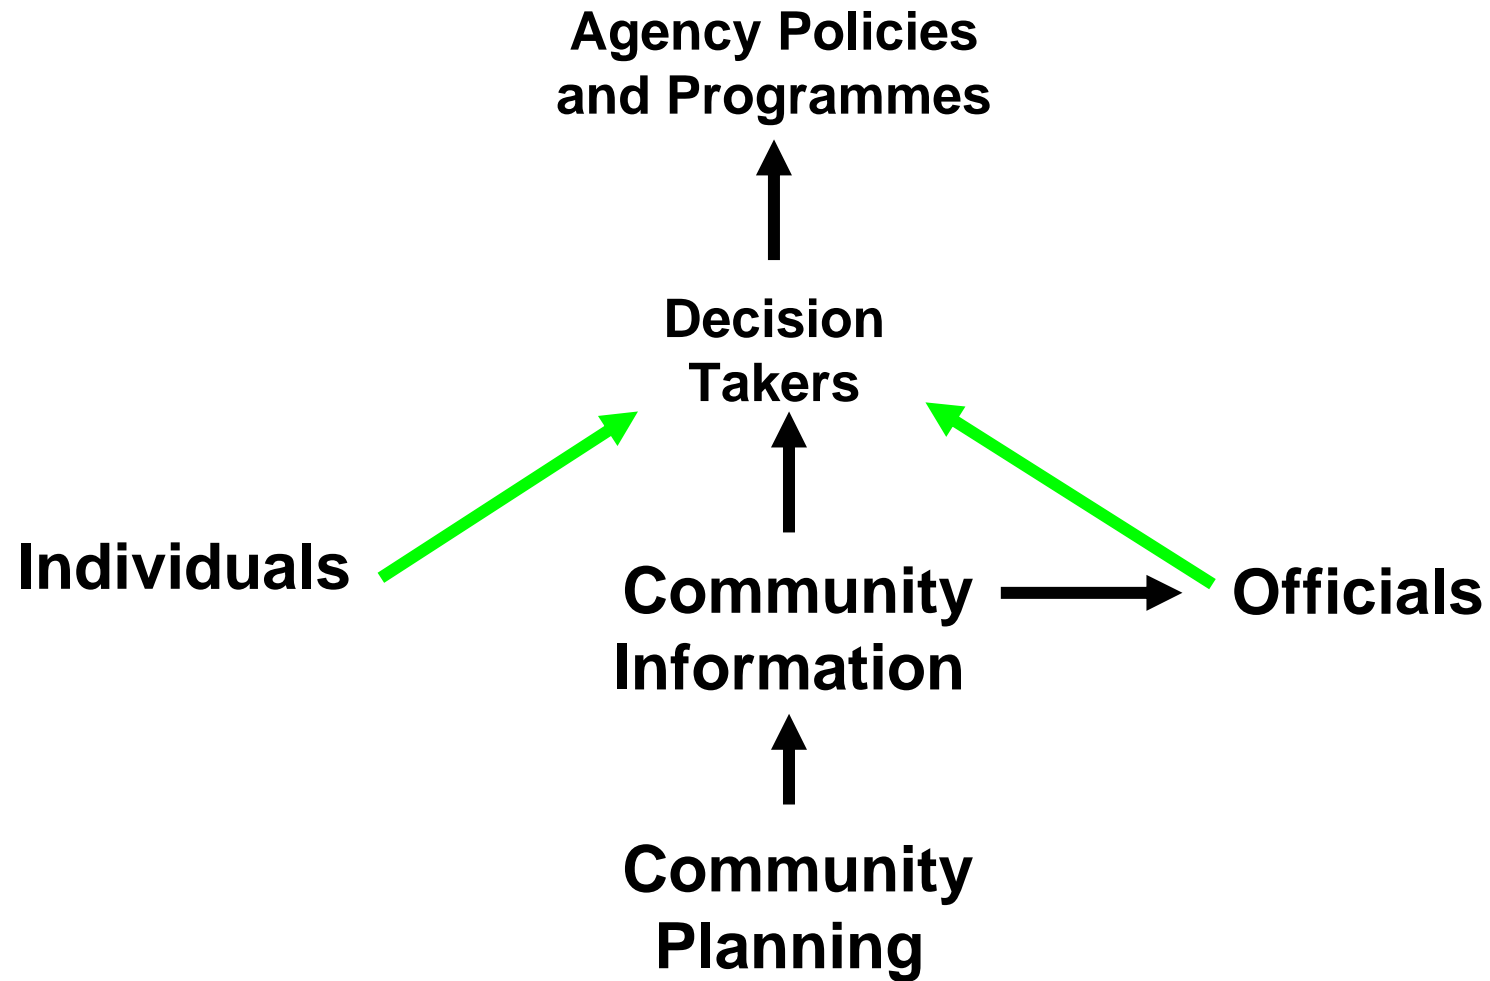 Agency Policies
and Programmes
Decision
Takers
Individuals
Community
Information
Officials
Community
Planning